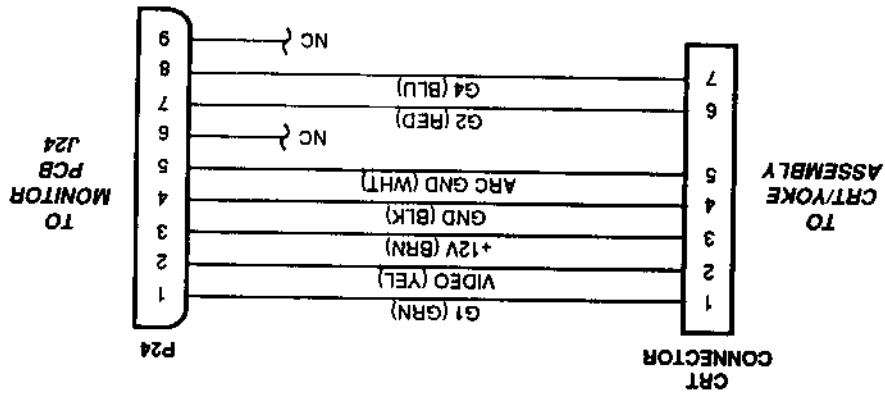 CRT
CONNECTOR
P24
TO
CRT/YOKE
ASSEMBLY
1 G1 (GRN) 1
2 VIDEO (YEL) 2
3 +12V (BRN) 3
4 GND (BLK) 4
5 ARC GND (WHT) 5
NC 6
6 G2 (RED) 7
7 G4 (BLU) 8
NC 9
TO
MONITOR
PCB
J24